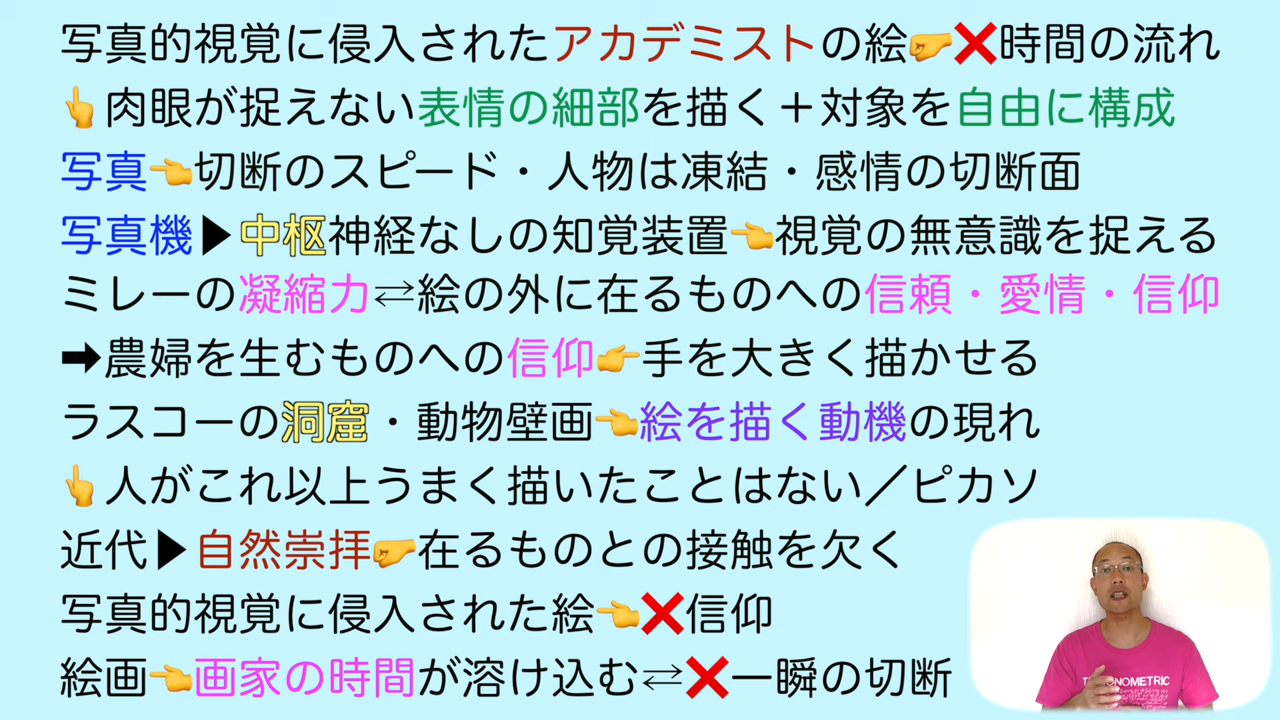 写真的視覚に侵入されたアカデミストの絵👉❌時間の流れ
👆肉眼が捉えない表情の細部を描く＋対象を自由に構成
写真👈切断のスピード・人物は凍結・感情の切断面
写真機▶中枢神経なしの知覚装置👈視覚の無意識を捉える
ミレーの凝縮力⇄絵の外に在るものへの信頼・愛情・信仰
➡農婦を生むものへの信仰👉手を大きく描かせる
ラスコーの洞窟・動物壁画👈絵を描く動機の現れ
👆人がこれ以上うまく描いたことはない／ピカソ
近代▶自然崇拝👉在るものとの接触を欠く
写真的視覚に侵入された絵👈❌信仰
絵画👈画家の時間が溶け込む⇄❌一瞬の切断